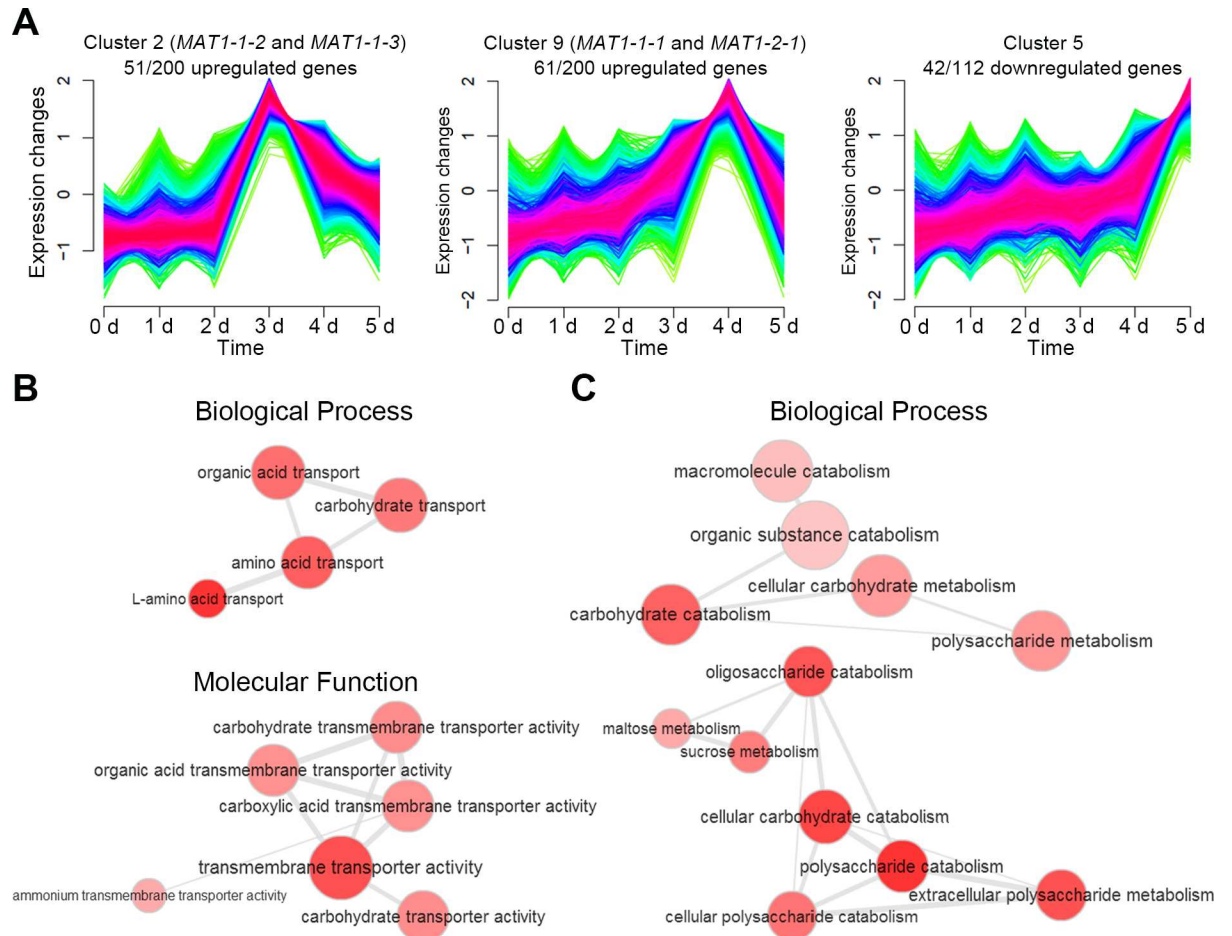 A
Cluster 2 (MAT1-1-2 and MAT1-1-3)
51/200 upregulated genes
Expression changes
2
1
0
−1
0 d 1 d 2 d 3 d 4 d 5 d
Time
Cluster 9 (MAT1-1-1 and MAT1-2-1)
61/200 upregulated genes
Expression changes
2
1
0
−1
−2
0 d 1 d 2 d 3 d 4 d 5 d
Time
Cluster 5
42/112 downregulated genes
Expression changes
2
1
0
−1
−2
0 d 1 d 2 d 3 d 4 d 5 d
Time
B
Biological Process
organic acid transport
carbohydrate transport
amino acid transport
L-amino acid transport
Molecular Function
carbohydrate transmembrane transporter activity
organic acid transmembrane transporter activity
carboxylic acid transmembrane transporter activity
transmembrane transporter activity
ammonium transmembrane transporter activity
carbohydrate transporter activity
C
Biological Process
macromolecule catabolism
organic substance catabolism
cellular carbohydrate metabolism
carbohydrate catabolism
polysaccharide metabolism
oligosaccharide catabolism
maltose metabolism
sucrose metabolism
cellular carbohydrate catabolism
polysaccharide catabolism
extracellular polysaccharide metabolism
cellular polysaccharide catabolism